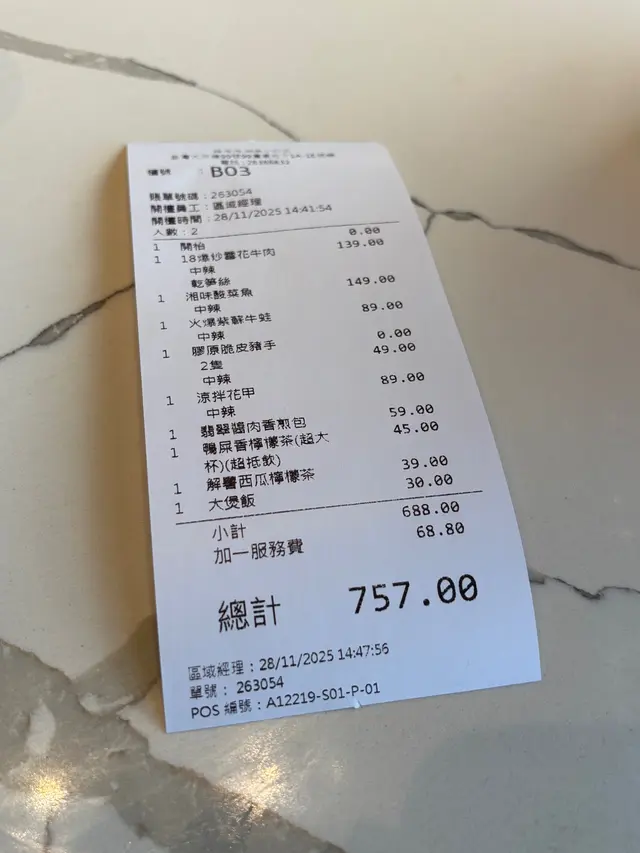 檯號 : B03
賬單號碼 : 263054
開檯員工 : 區域經理
開檯時間 : 28/11/2025 14:41:54
人數 : 2
1 開怡 0.00
1 18爆炒雪花牛肉 139.00
中辣
乾筍絲
1 湘味酸菜魚 149.00
中辣
1 火爆紫蘇牛蛙 89.00
中辣
1 膠原脆皮豬手 0.00
2隻 49.00
中辣
1 涼拌花甲 89.00
中辣
1 翡翠醬肉香煎包 59.00
1 鴨屎香檸檬茶(超大 45.00
杯)(超抵飲)
1 解暑西瓜檸檬茶 39.00
1 大煲飯 30.00
小計 688.00
加一服務費 68.80
總計 757.00
區域經理 : 28/11/2025 14:47:56
單號 : 263054
POS 編號 : A12219-S01-P-01